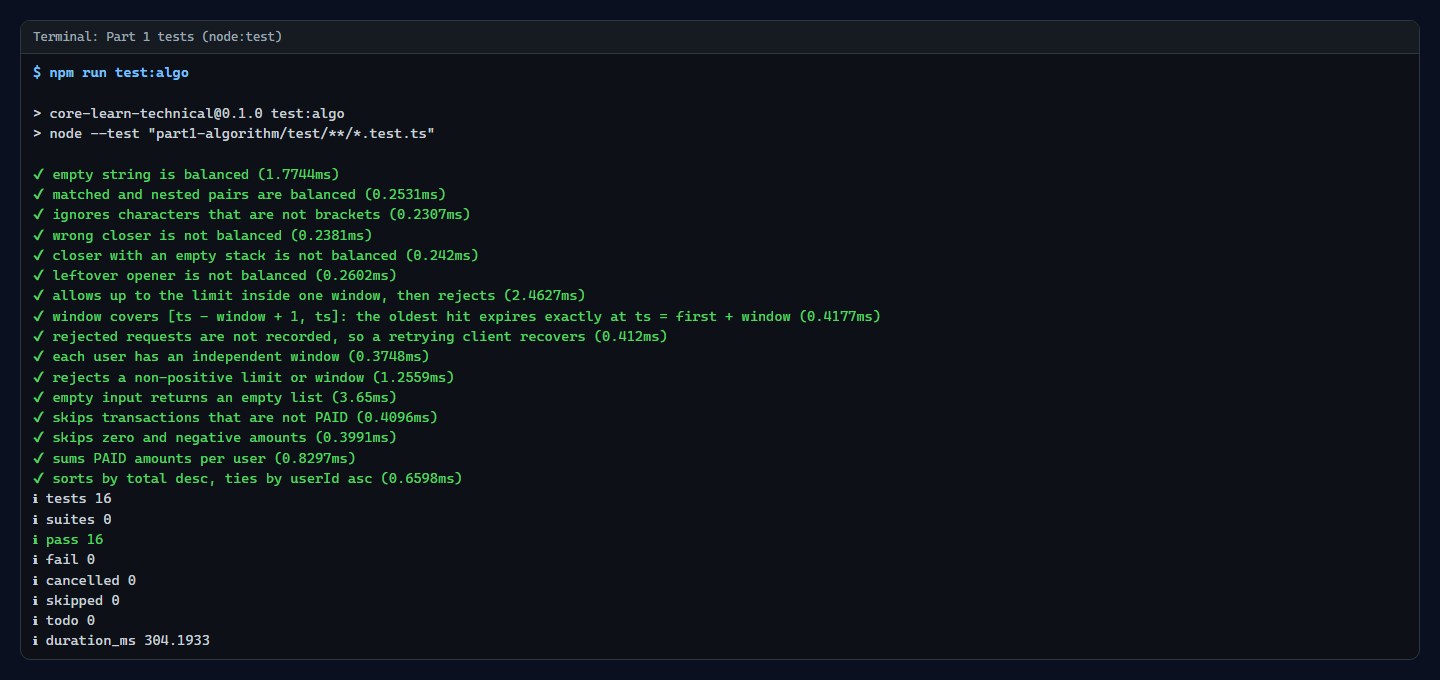 Terminal: Part 1 tests (node:test)
$ npm run test:algo
> core-learn-technical@0.1.0 test:algo
> node --test "part1-algorithm/test/**/*.test.ts"
✓ empty string is balanced (1.7744ms)
✓ matched and nested pairs are balanced (0.2531ms)
✓ ignores characters that are not brackets (0.2307ms)
✓ wrong closer is not balanced (0.2381ms)
✓ closer with an empty stack is not balanced (0.242ms)
✓ leftover opener is not balanced (0.2602ms)
✓ allows up to the limit inside one window, then rejects (2.4627ms)
✓ window covers [ts - window + 1, ts]: the oldest hit expires exactly at ts = first + window (0.4177ms)
✓ rejected requests are not recorded, so a retrying client recovers (0.412ms)
✓ each user has an independent window (0.3748ms)
✓ rejects a non-positive limit or window (1.2559ms)
✓ empty input returns an empty list (3.65ms)
✓ skips transactions that are not PAID (0.4096ms)
✓ skips zero and negative amounts (0.3991ms)
✓ sums PAID amounts per user (0.8297ms)
✓ sorts by total desc, ties by userId asc (0.6598ms)
ℹ tests 16
ℹ suites 0
ℹ pass 16
ℹ fail 0
ℹ cancelled 0
ℹ skipped 0
ℹ todo 0
ℹ duration_ms 304.1933